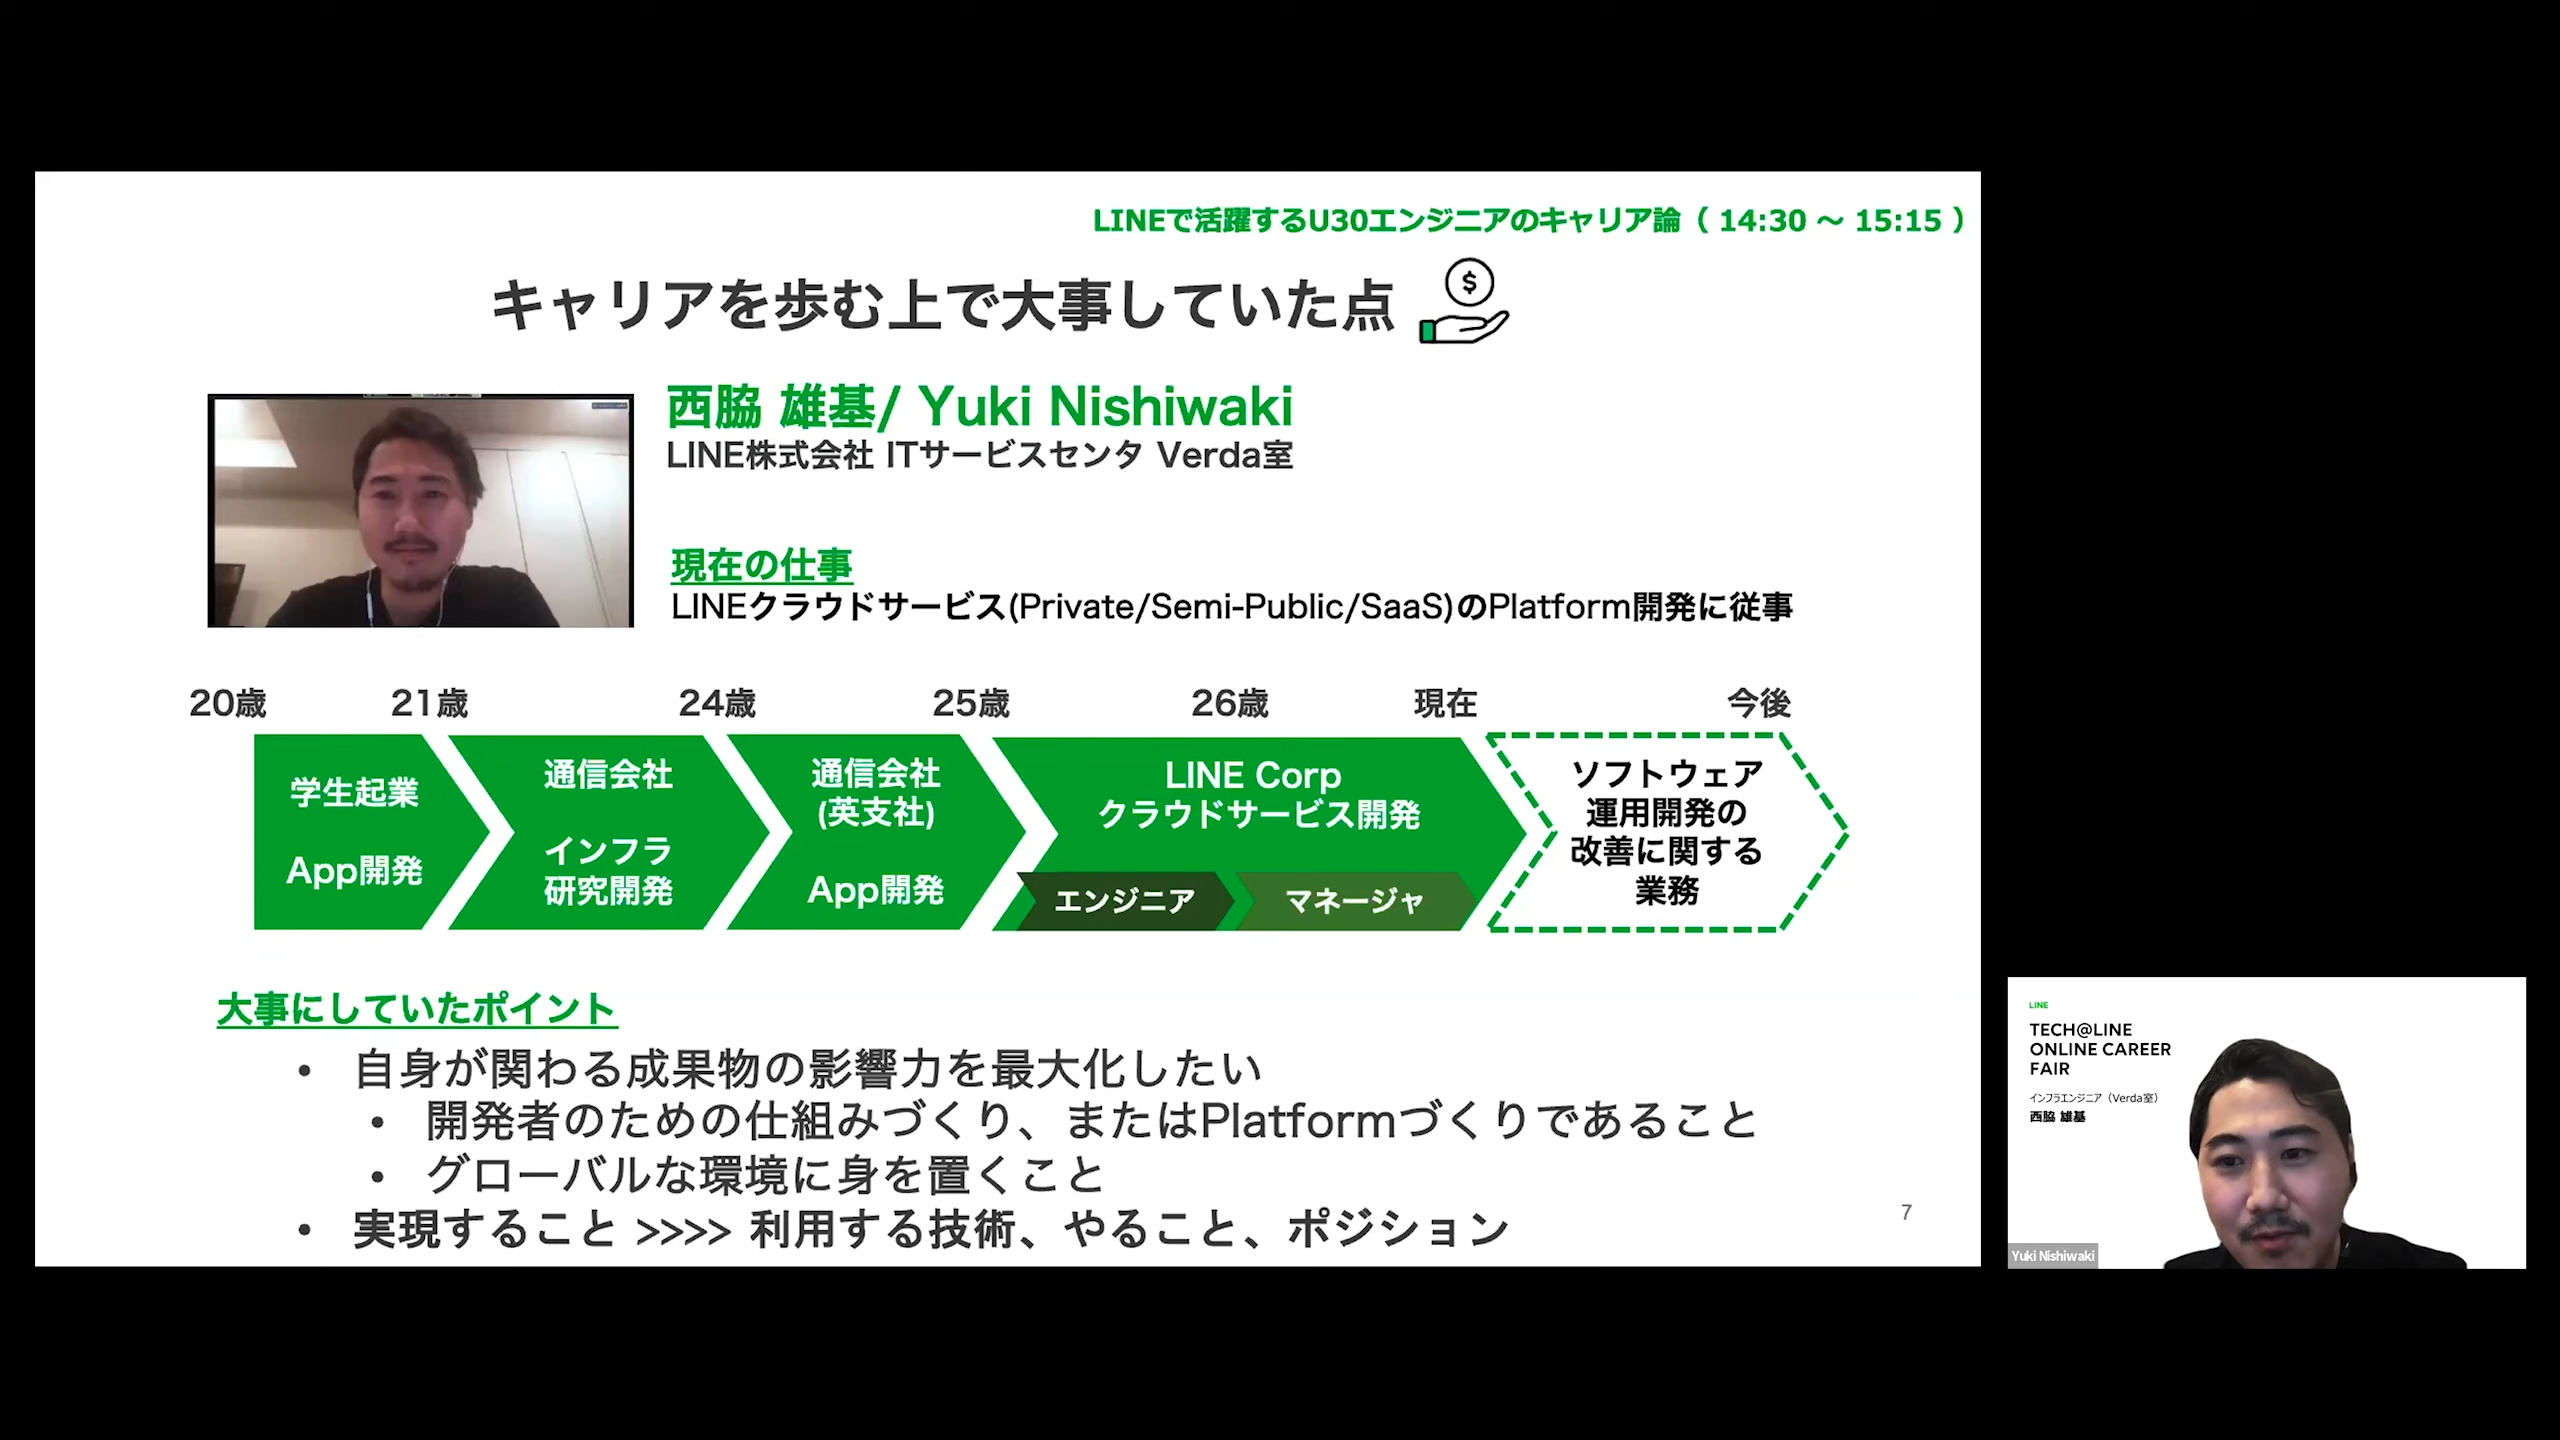 LINEで活躍するU30エンジニアのキャリア論（ 14:30 ～ 15:15 ）
キャリアを歩む上で大事していた点
$
西脇 雄基/ Yuki Nishiwaki
LINE株式会社 ITサービスセンタ Verda室
現在の仕事
LINEクラウドサービス(Private/Semi-Public/SaaS)のPlatform開発に従事
20歳 21歳 24歳 25歳 26歳 現在 今後
学生起業
App開発
通信会社
インフラ
研究開発
通信会社
(英支社)
App開発
LINE Corp
クラウドサービス開発
エンジニア
マネージャ
ソフトウェア
運用開発の
改善に関する
業務
大事にしていたポイント
• 自身が関わる成果物の影響力を最大化したい
• 開発者のための仕組みづくり、またはPlatformづくりであること
• グローバルな環境に身を置くこと
• 実現すること >>>> 利用する技術、やること、ポジション
7
LINE
TECH@LINE
ONLINE CAREER
FAIR
インフラエンジニア（Verda室）
西脇 雄基
Yuki Nishiwaki